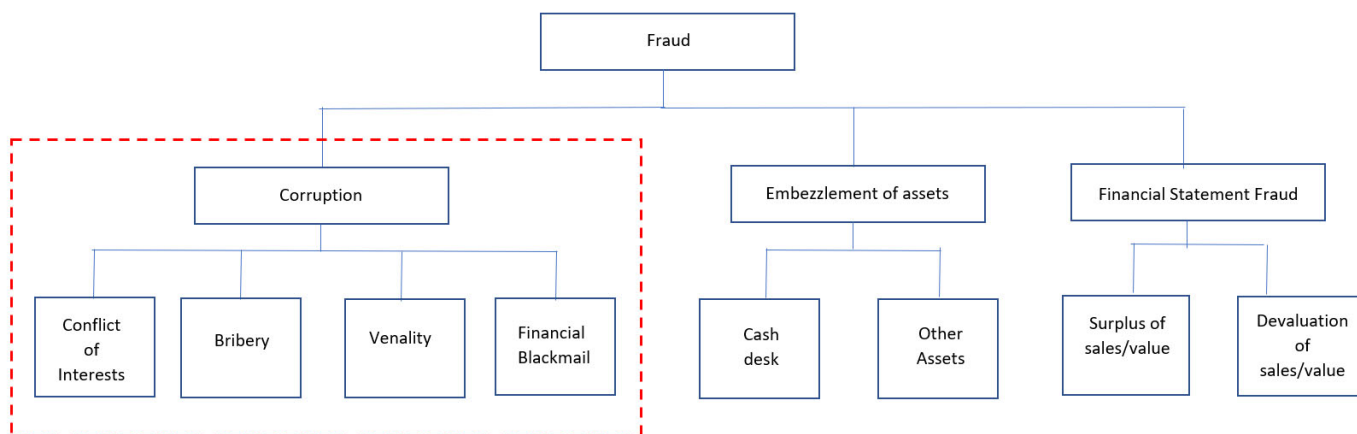 Fraud
Corruption
Embezzlement of assets
Financial Statement Fraud
Conflict
of
Interests
Bribery
Venality
Financial
Blackmail
Cash
desk
Other
Assets
Surplus of
sales/value
Devaluation
of
sales/value